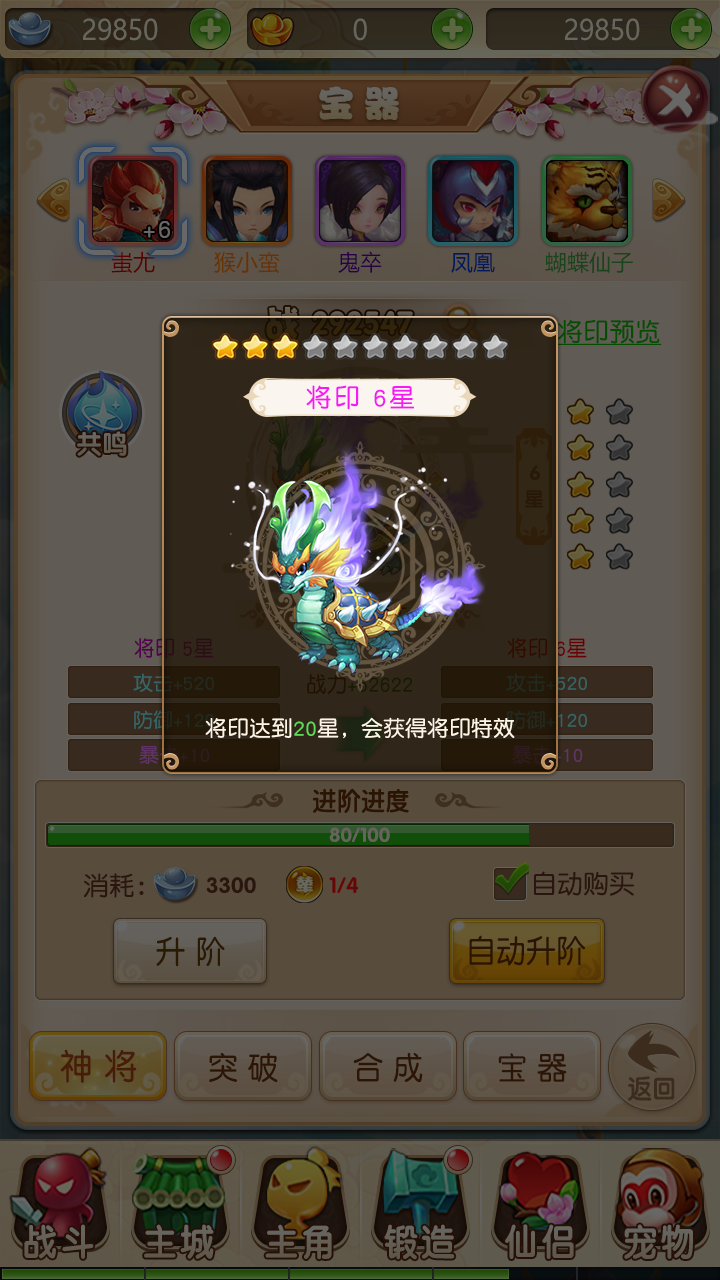 29850
0
29850
宝器
+6
蚩尤
猴小蛮
鬼卒
凤凰
蝴蝶仙子
战 292547
将印预览
将印 6星
共鸣
6星
将印 5星
将印 6星
攻击+520
攻击+520
防御+120
暴击+10
将印达到20星，会获得将印特效
进阶进度
80/100
消耗：
3300
1/4
自动购买
升阶
自动升阶
神将
突破
合成
宝器
返回
战斗
主城
主角
锻造
仙侣
宠物